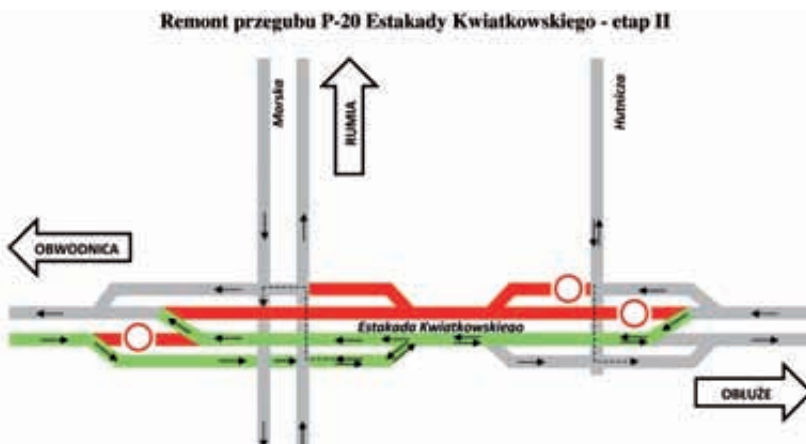 Remont przegubu P-20 Estakady Kwiatkowskiego - etap II
Morska
RUMIA
Hutnicza
OBWODNICA
Estakada Kwiatkowskiego
OBŁUŻE